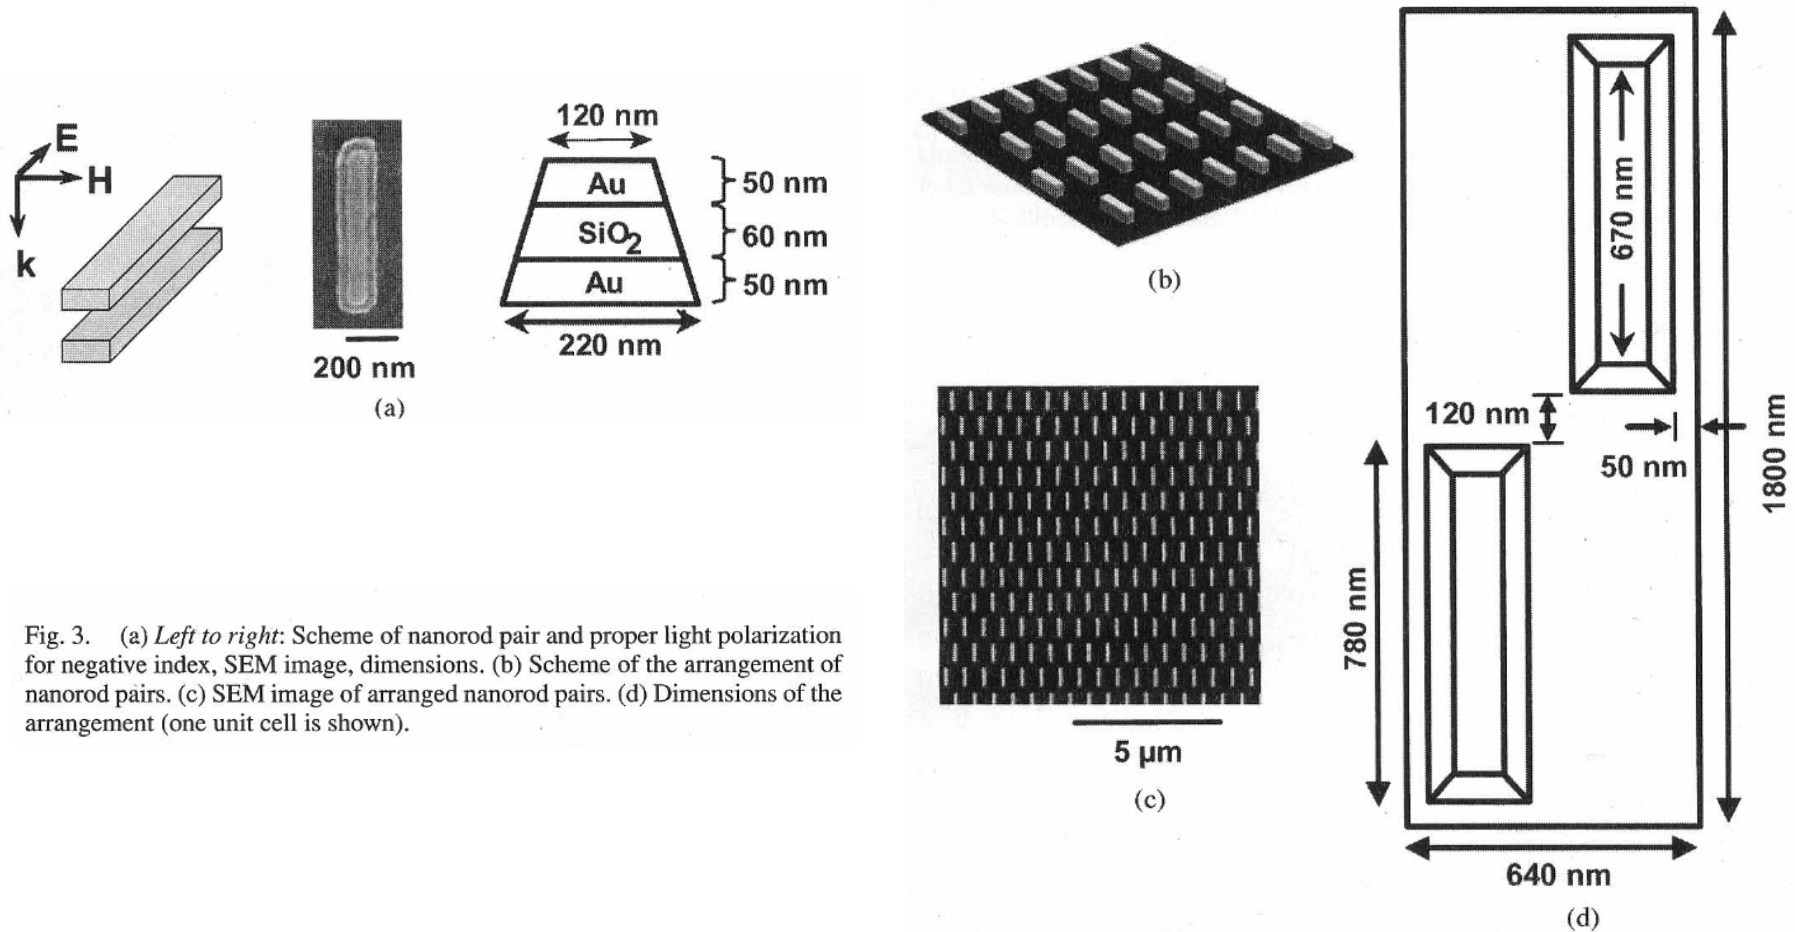 E
H
k
200 nm
120 nm
Au
SiO2
Au
50 nm
60 nm
50 nm
220 nm
(a)
Fig. 3. (a) Left to right: Scheme of nanorod pair and proper light polarization
for negative index, SEM image, dimensions. (b) Scheme of the arrangement of
nanorod pairs. (c) SEM image of arranged nanorod pairs. (d) Dimensions of the
arrangement (one unit cell is shown).
(b)
5 µm
(c)
670 nm
120 nm
50 nm
1800 nm
780 nm
640 nm
(d)